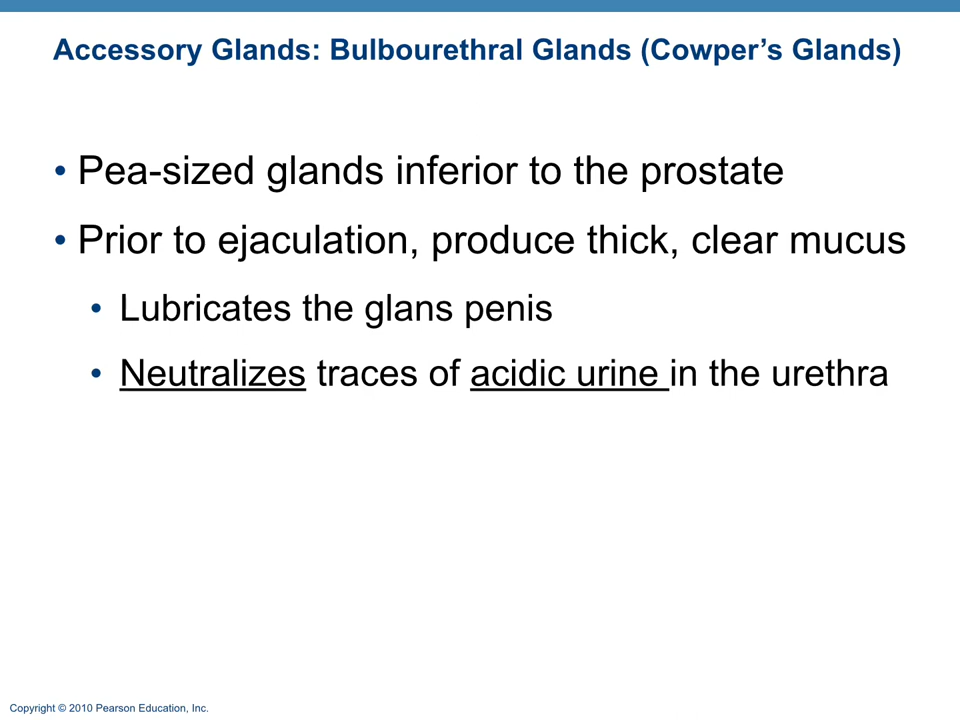 Accessory Glands: Bulbourethral Glands (Cowper’s Glands)
• Pea-sized glands inferior to the prostate
• Prior to ejaculation, produce thick, clear mucus
• Lubricates the glans penis
• Neutralizes traces of acidic urine in the urethra
Copyright © 2010 Pearson Education, Inc.